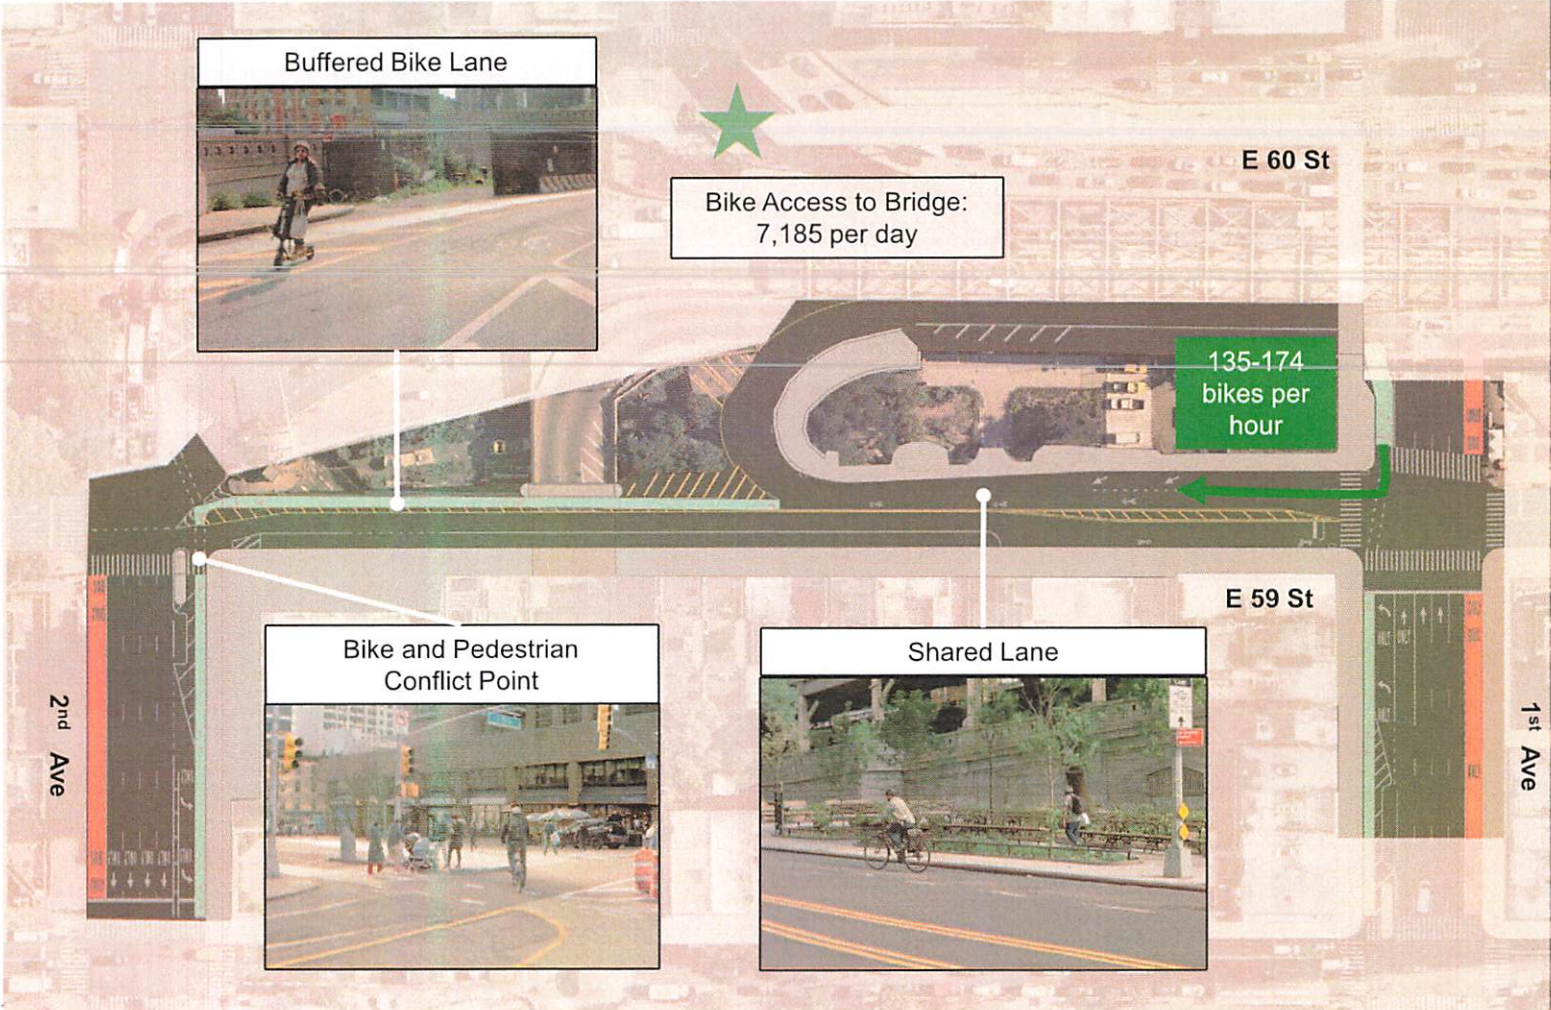 Buffered Bike Lane
E 60 St
Bike Access to Bridge:
7,185 per day
135-174
bikes per
hour
E 59 St
Bike and Pedestrian
Conflict Point
Shared Lane
2nd Ave
1st Ave